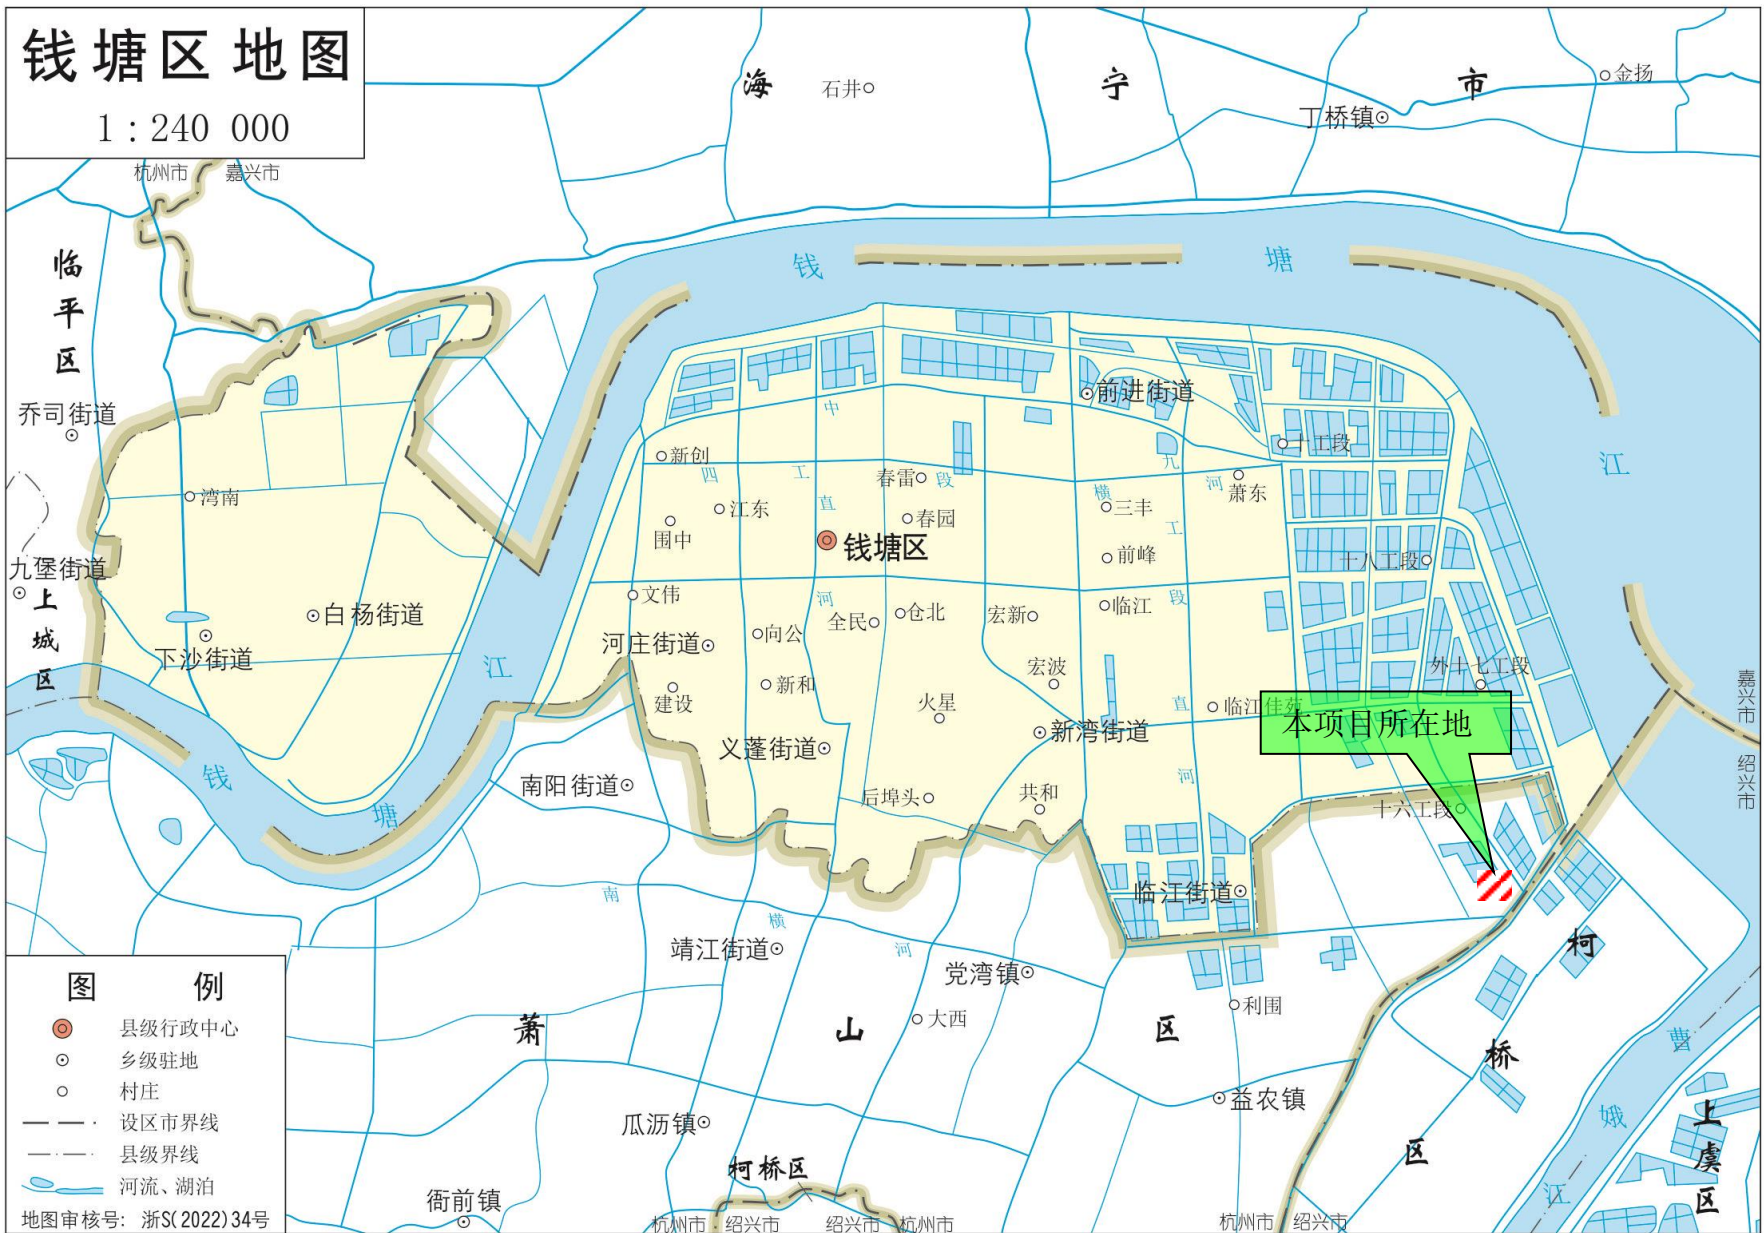 钱塘区地图
1：240 000
杭州市 嘉兴市
海 宁 市
石井
金扬
丁桥镇
临平区
钱 塘 江
乔司街道
前进街道
中
十工段
新创
四 工 段
九
横
河
春雷
萧东
湾南
江东
直
三丰
围中
春园
工
钱塘区
前峰
十八工段
九堡街道
上城区
文伟
河
仓北
临江
段
白杨街道
全民
宏新
河庄街道
向公
下沙街道
江
宏波
外十七工段
新和
建设
火星
直
临江佳苑
本项目所在地
嘉兴市
绍兴市
义蓬街道
新湾街道
钱
塘
南阳街道
后埠头
共和
河
十六工段
临江街道
南 横 河
靖江街道
党湾镇
柯桥区
萧 山 区
大西
利围
曹娥江
益农镇
瓜沥镇
上虞区
柯桥区
衙前镇
杭州市 绍兴市 绍兴市 杭州市
杭州市 绍兴市
图 例
县级行政中心
乡级驻地
村庄
设区市界线
县级界线
河流、湖泊
地图审核号: 浙S(2022)34号